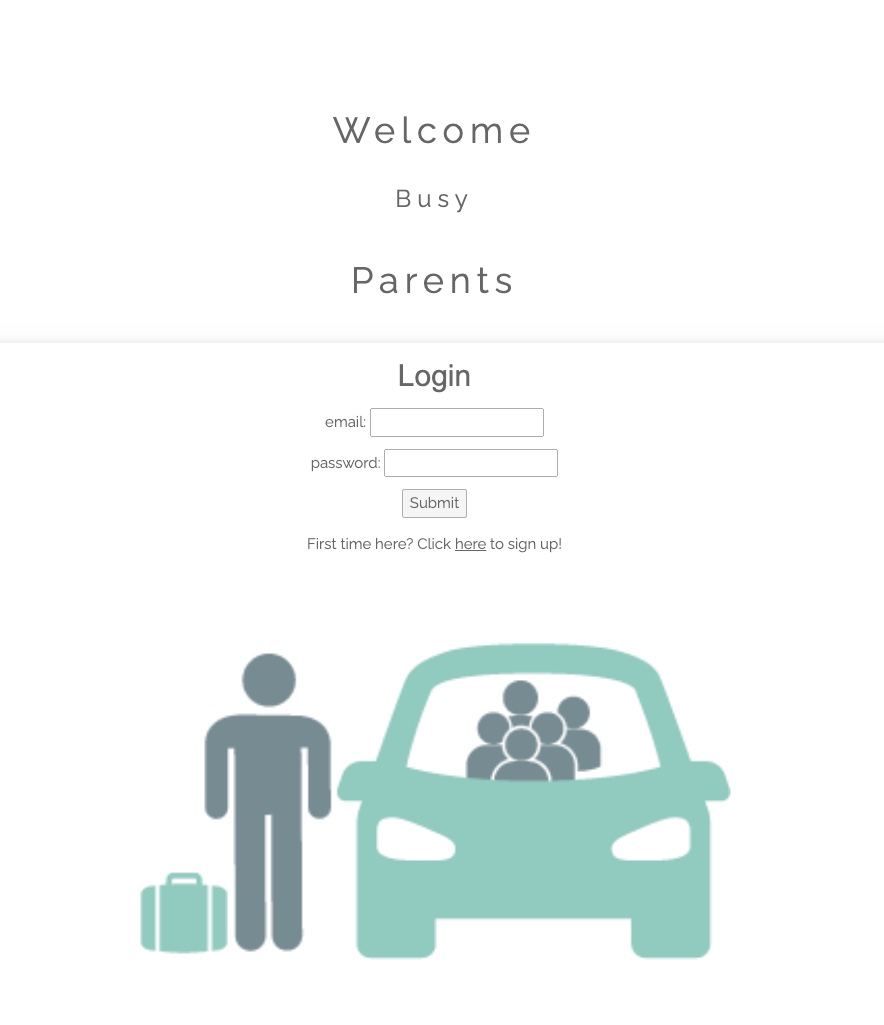 Welcome
Busy
Parents
Login
email:
password:
Submit
First time here? Click here to sign up!